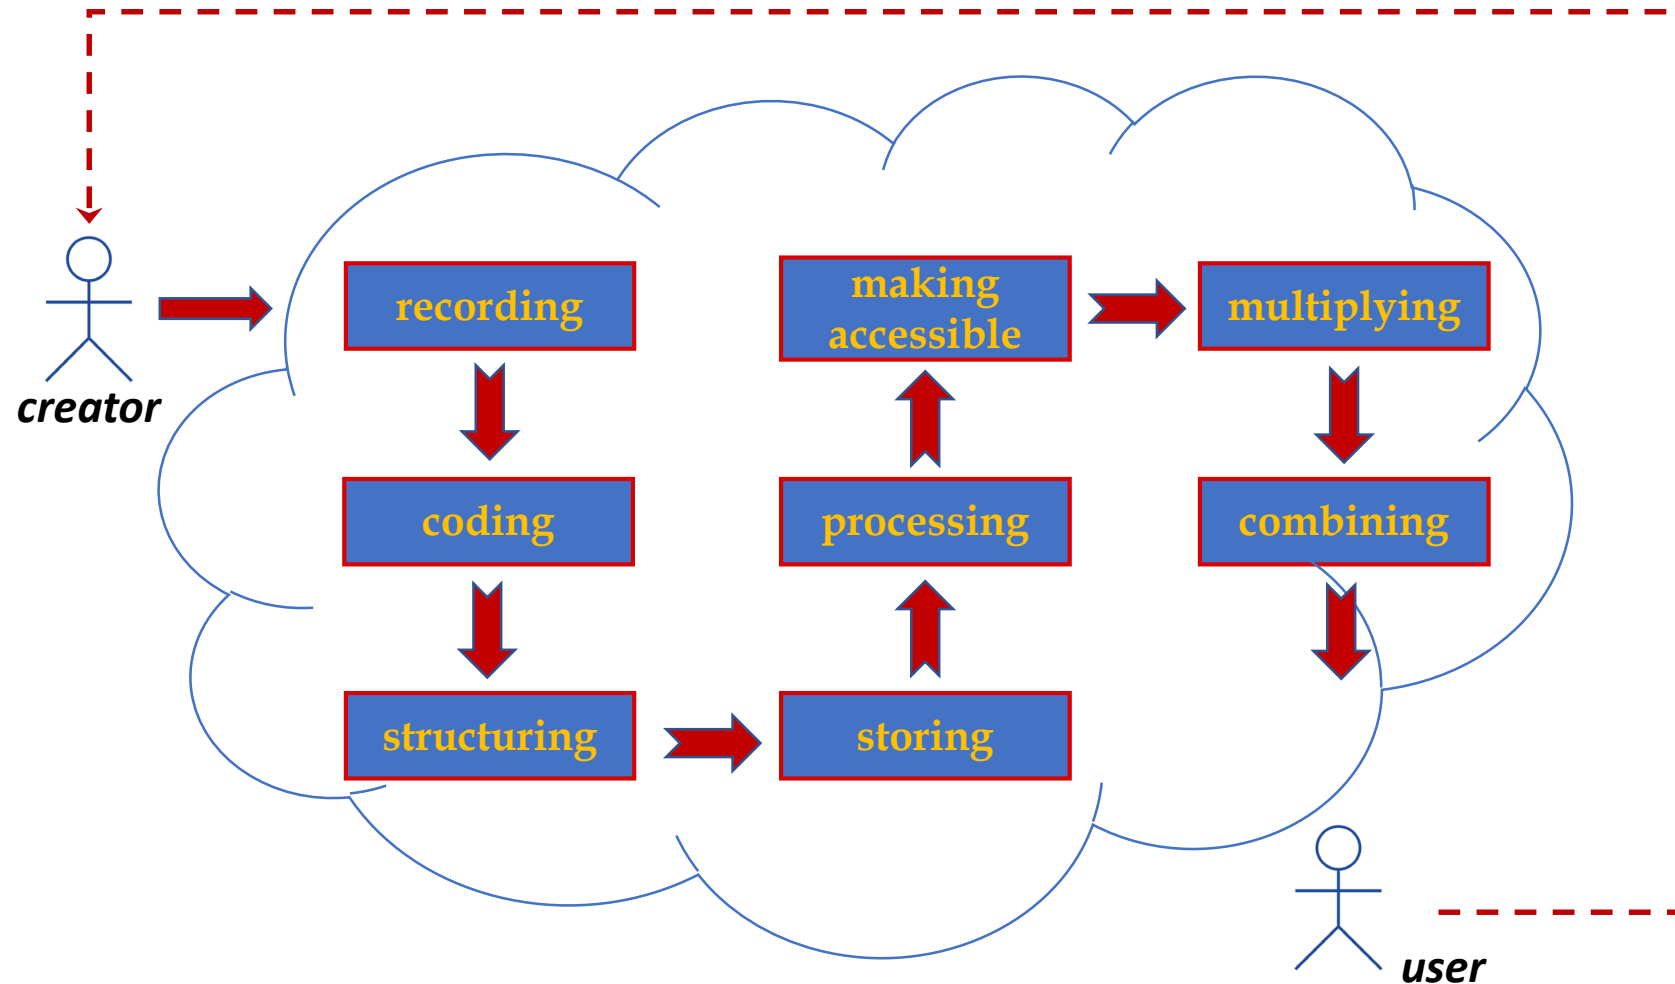 creator
recording
coding
structuring
storing
processing
making
accessible
multiplying
combining
user